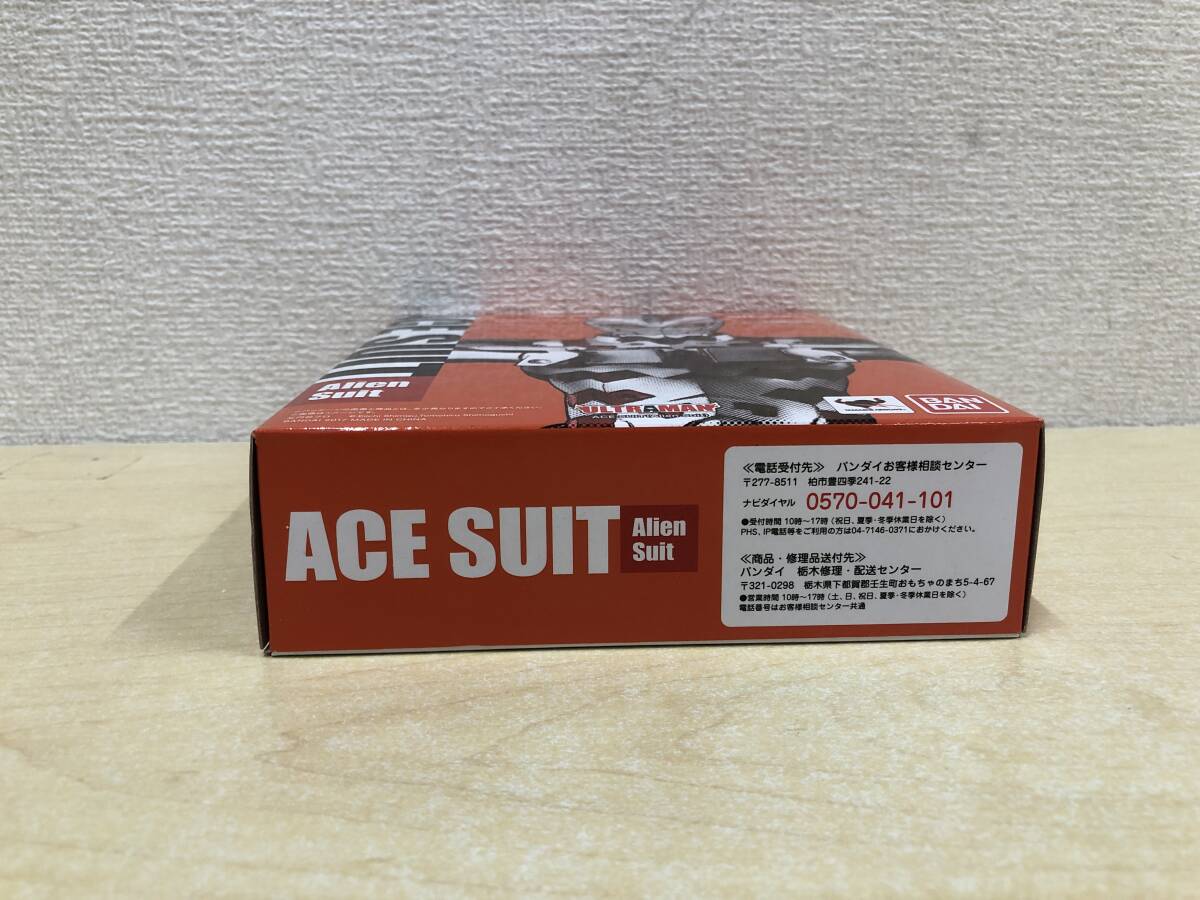 Alien
Suit
ULTRAMAN
ACE SUIT (Alien Suit)
BAN
DAI
ACE SUIT
Alien
Suit
≪電話受付先≫ バンダイお客様相談センター
〒277-8511 柏市豊四季241-22
ナビダイヤル 0570-041-101
●受付時間 10時〜17時（祝日、夏季・冬季休業日を除く）
PHS、IP電話等をご利用の方は04-7146-0371におかけください。
≪商品・修理品送付先≫
バンダイ 栃木修理・配送センター
〒321-0298 栃木県下都賀郡壬生町おもちゃのまち5-4-67
●営業時間 10時〜17時（土、日、祝日、夏季・冬季休業日を除く）
電話番号はお客様相談センター共通